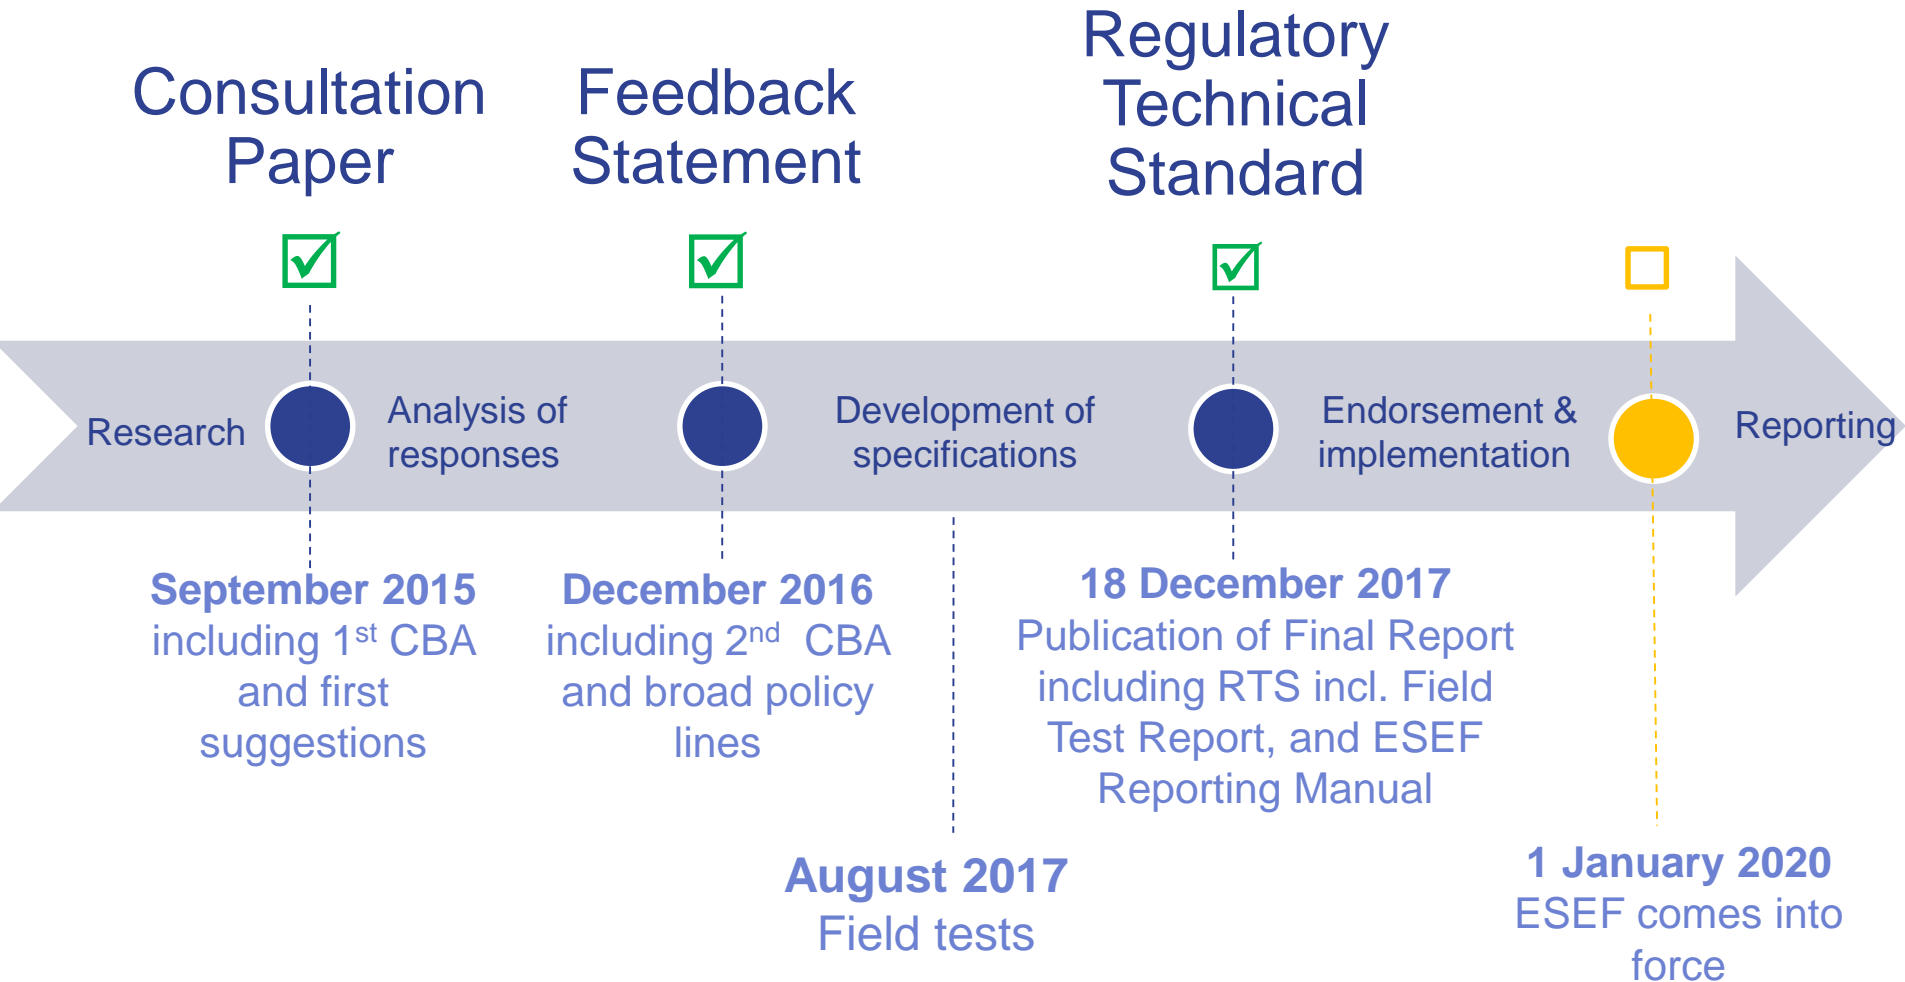 Consultation
Paper
Feedback
Statement
Regulatory
Technical
Standard
Research
Analysis of
responses
Development of
specifications
Endorsement &
implementation
Reporting
September 2015
including 1st CBA
and first
suggestions
December 2016
including 2nd CBA
and broad policy
lines
18 December 2017
Publication of Final Report
including RTS incl. Field
Test Report, and ESEF
Reporting Manual
August 2017
Field tests
1 January 2020
ESEF comes into
force